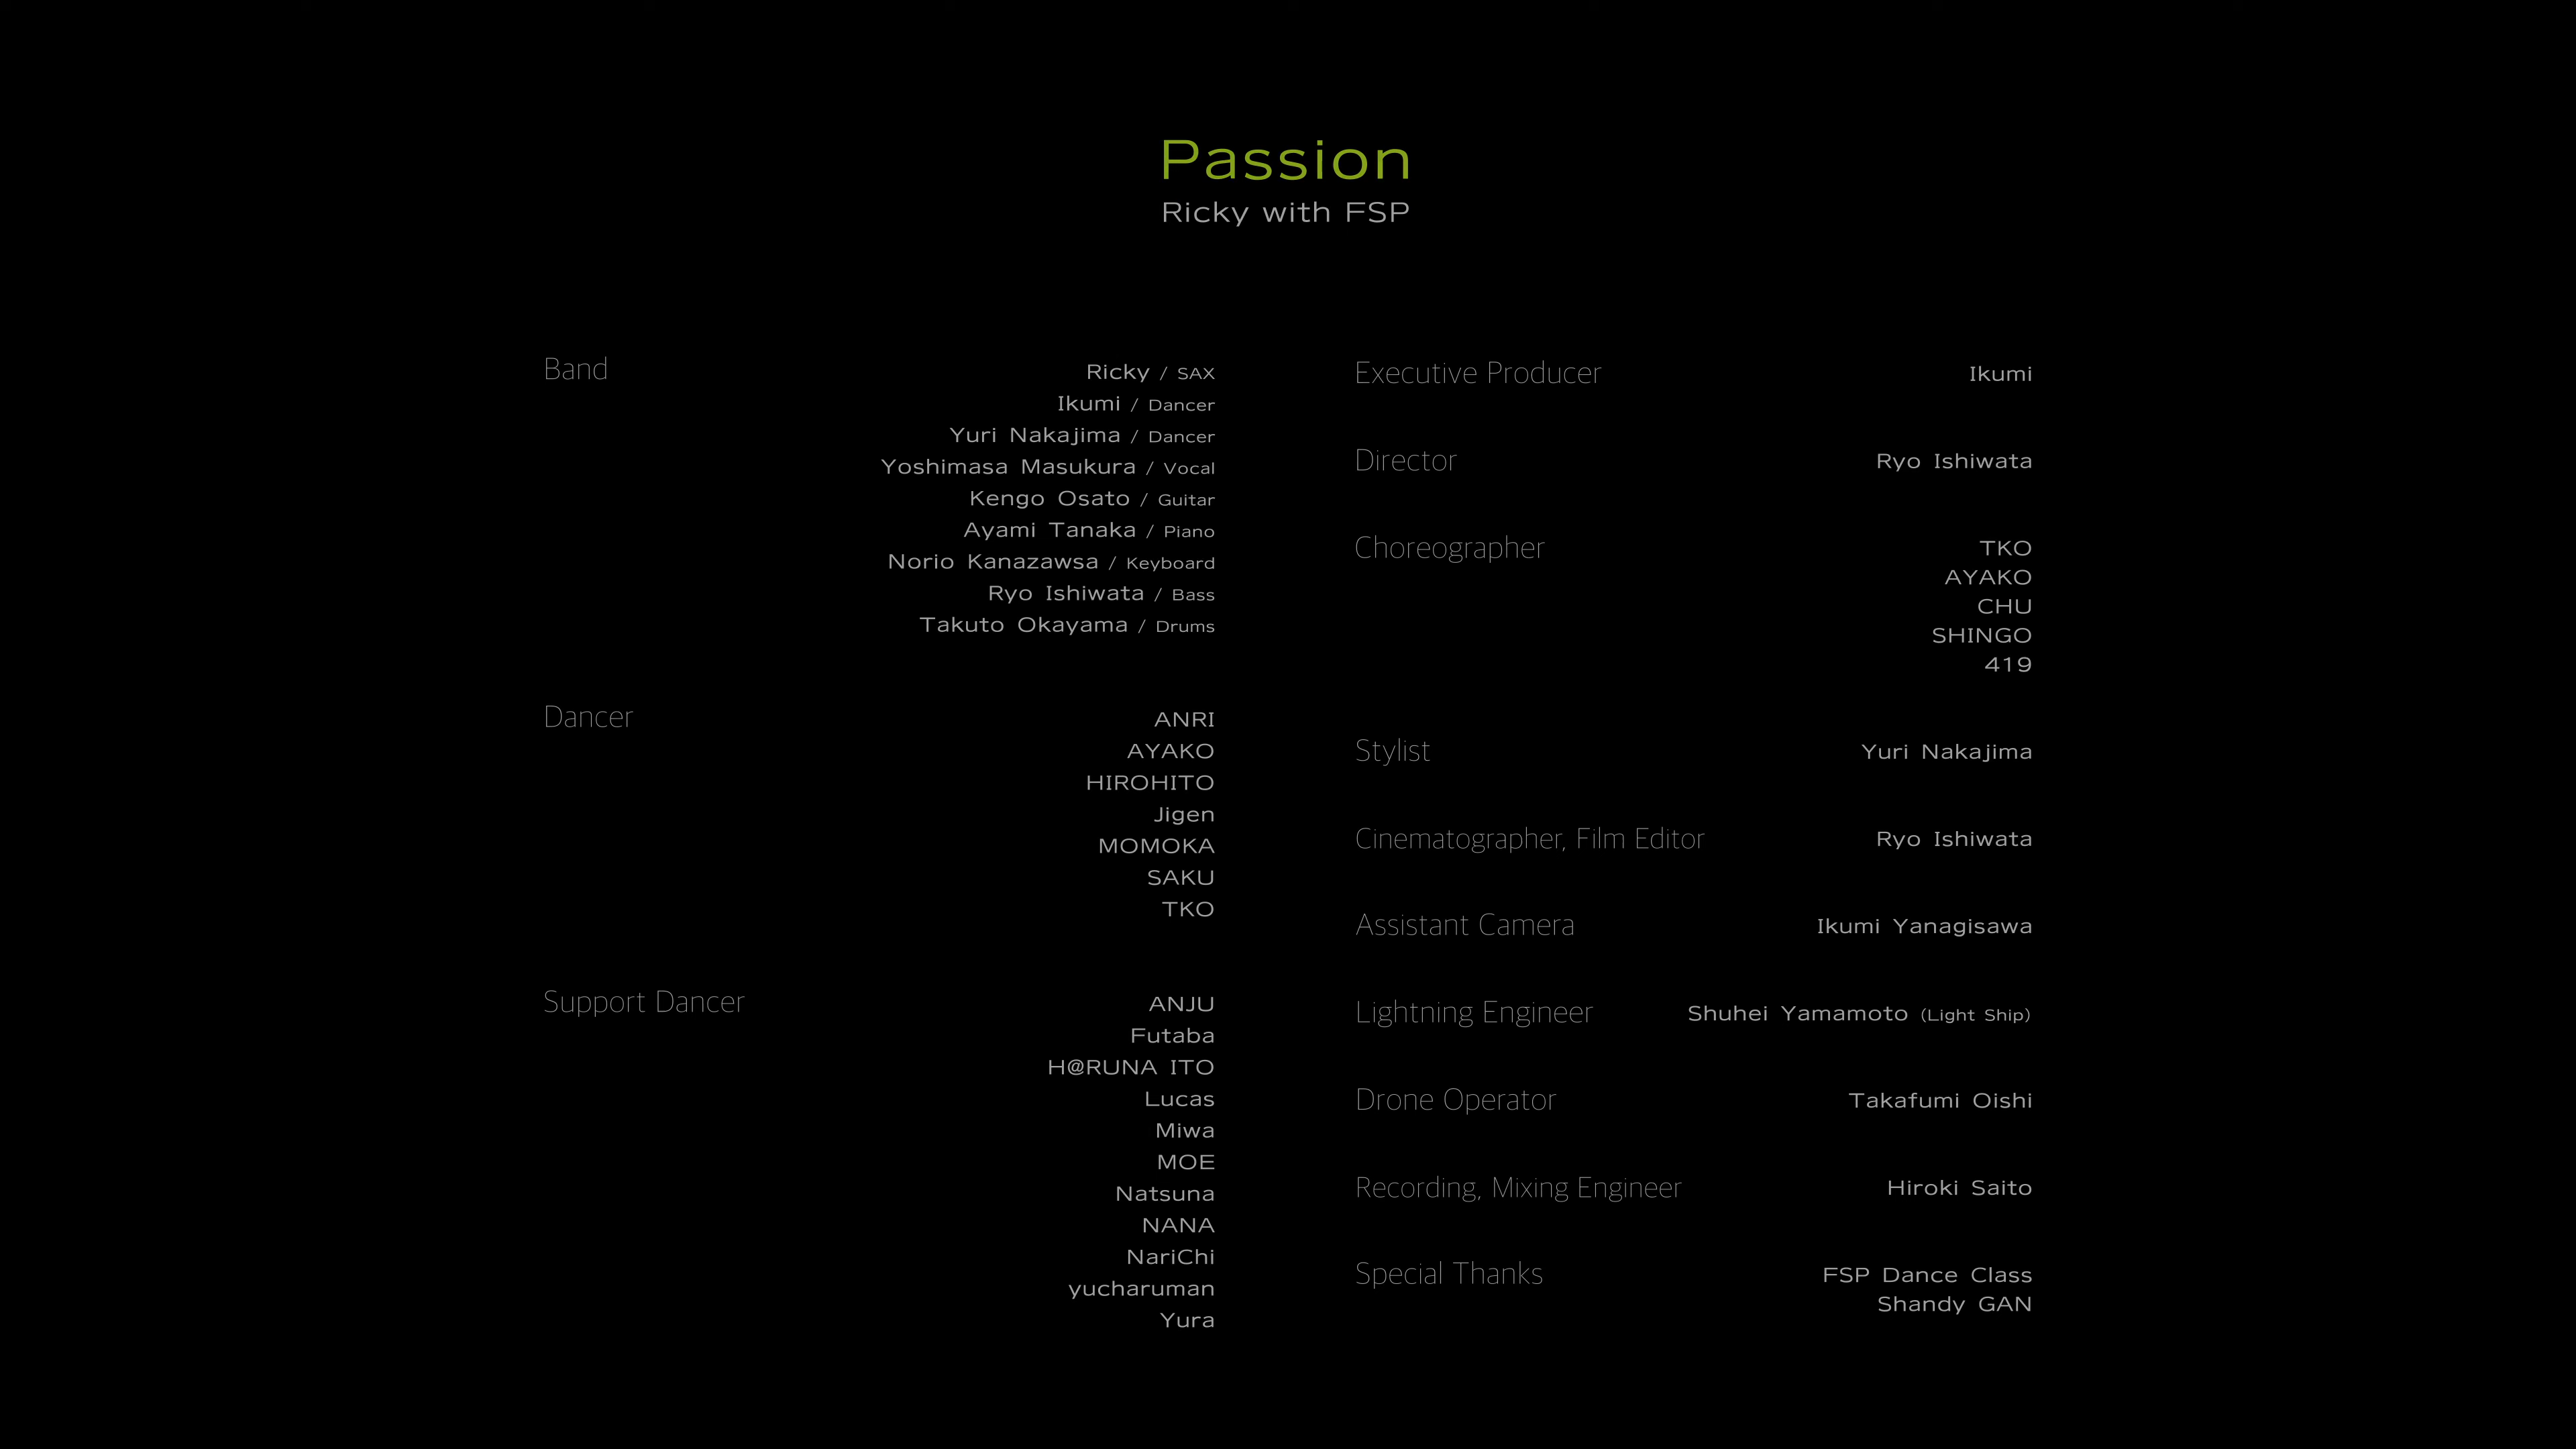 Passion
Ricky with FSP
Band
Ricky / SAX
Ikumi / Dancer
Yuri Nakajima / Dancer
Yoshimasa Masukura / Vocal
Kengo Osato / Guitar
Ayami Tanaka / Piano
Norio Kanazawsa / Keyboard
Ryo Ishiwata / Bass
Takuto Okayama / Drums
Dancer
ANRI
AYAKO
HIROHITO
Jigen
MOMOKA
SAKU
TKO
Support Dancer
ANJU
Futaba
H@RUNA ITO
Lucas
Miwa
MOE
Natsuna
NANA
NariChi
yucharuman
Yura
Executive Producer Ikumi
Director Ryo Ishiwata
Choreographer TKO
AYAKO
CHU
SHINGO
419
Stylist Yuri Nakajima
Cinematographer, Film Editor Ryo Ishiwata
Assistant Camera Ikumi Yanagisawa
Lightning Engineer Shuhei Yamamoto (Light Ship)
Drone Operator Takafumi Oishi
Recording, Mixing Engineer Hiroki Saito
Special Thanks FSP Dance Class
Shandy GAN